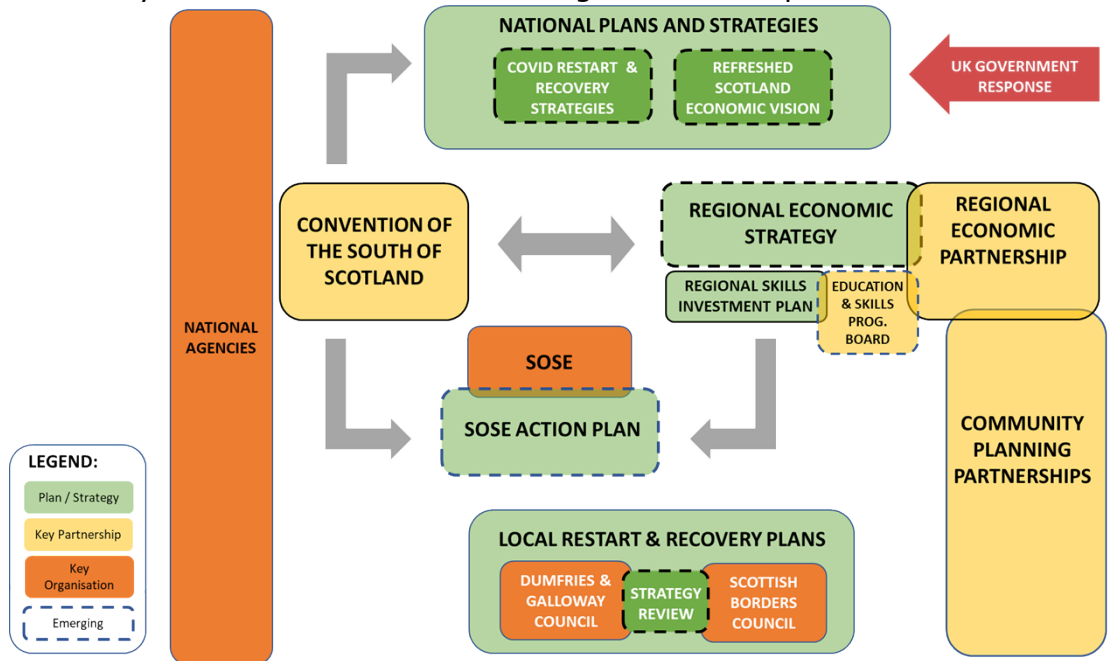 NATIONAL PLANS AND STRATEGIES
COVID RESTART &
RECOVERY
STRATEGIES
REFRESHED
SCOTLAND
ECONOMIC VISION
UK GOVERNMENT
RESPONSE
CONVENTION OF
THE SOUTH OF
SCOTLAND
REGIONAL ECONOMIC
STRATEGY
REGIONAL
ECONOMIC
PARTNERSHIP
REGIONAL SKILLS
INVESTMENT PLAN
EDUCATION
& SKILLS
PROG.
BOARD
NATIONAL
AGENCIES
SOSE
SOSE ACTION PLAN
COMMUNITY
PLANNING
PARTNERSHIPS
LEGEND:
Plan / Strategy
Key Partnership
Key
Organisation
Emerging
LOCAL RESTART & RECOVERY PLANS
DUMFRIES &
GALLOWAY
COUNCIL
STRATEGY
REVIEW
SCOTTISH
BORDERS
COUNCIL